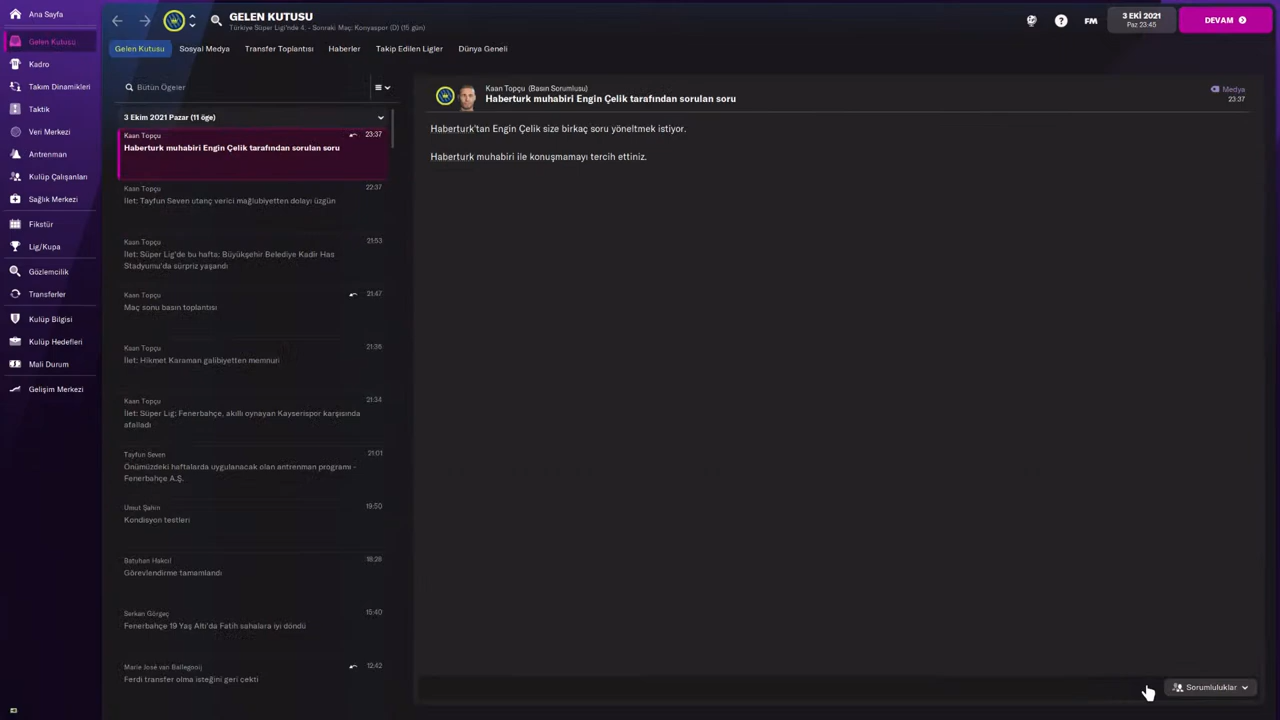 Ana Sayfa
Gelen Kutusu
Kadro
Takım Dinamikleri
Taktik
Veri Merkezi
Antrenman
Kulüp Çalışanları
Sağlık Merkezi
Fikstür
Lig/Kupa
Gözlemcilik
Transferler
Kulüp Bilgisi
Kulüp Hedefleri
Mali Durum
Gelişim Merkezi
GELEN KUTUSU
Türkiye Süper Ligi'nde 4. - Sonraki Maç: Konyaspor (D) (15 gün)
FM
3 EKİ 2021
Paz 23:45
DEVAM
Gelen Kutusu Sosyal Medya Transfer Toplantısı Haberler Takip Edilen Ligler Dünya Geneli
Bütün Ögeler
3 Ekim 2021 Pazar (11 öge)
Kaan Topçu 23:37
Haberturk muhabiri Engin Çelik tarafından sorulan soru
Kaan Topçu 22:37
İlet: Tayfun Seven utanç verici mağlubiyetten dolayı üzgün
Kaan Topçu 21:53
İlet: Süper Lig'de bu hafta; Büyükşehir Belediye Kadir Has
Stadyumu'da sürpriz yaşandı
Kaan Topçu 21:47
Maç sonu basın toplantısı
Kaan Topçu 21:36
İlet: Hikmet Karaman galibiyetten memnun
Kaan Topçu 21:34
İlet: Süper Lig: Fenerbahçe, akıllı oynayan Kayserispor karşısında
afalladı
Tayfun Seven 21:01
Önümüzdeki haftalarda uygulanacak olan antrenman programı -
Fenerbahçe A.Ş.
Umut Şahin 19:50
Kondisyon testleri
Batuhan Hakcıl 18:28
Görevlendirme tamamlandı
Serkan Görgeç 15:40
Fenerbahçe 19 Yaş Altı'da Fatih sahalara iyi döndü
Marie José van Ballegooij 12:42
Ferdi transfer olma isteğini geri çekti
Kaan Topçu (Basın Sorumlusu)
Haberturk muhabiri Engin Çelik tarafından sorulan soru
Medya
23:37
Haberturk'tan Engin Çelik size birkaç soru yöneltmek istiyor.
Haberturk muhabiri ile konuşmamayı tercih ettiniz.
Sorumluluklar